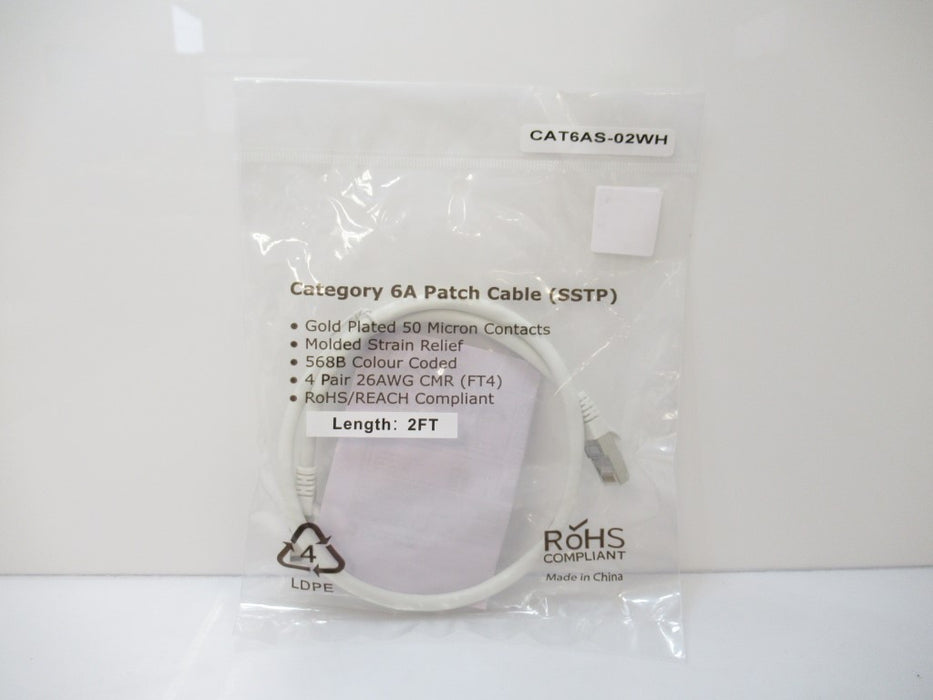 CAT6AS-02WH
Category 6A Patch Cable (SSTP)
• Gold Plated 50 Micron Contacts
• Molded Strain Relief
• 568B Colour Coded
• 4 Pair 26AWG CMR (FT4)
• RoHS/REACH Compliant
Length: 2FT
4
LDPE
RoHS
COMPLIANT
Made in China